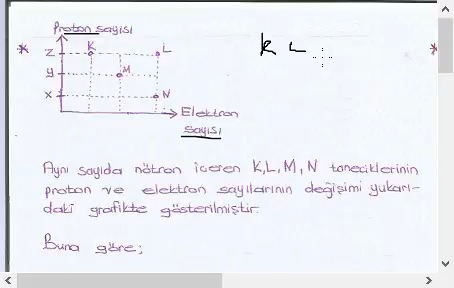 Proton sayısı
K L
* Z K L *
y M
x N
Elektron
sayısı
Aynı sayıda nötron içeren K,L,M,N taneciklerinin
proton ve elektron sayılarının değişimi yukarı-
daki grafikte gösterilmiştir.
Buna göre;